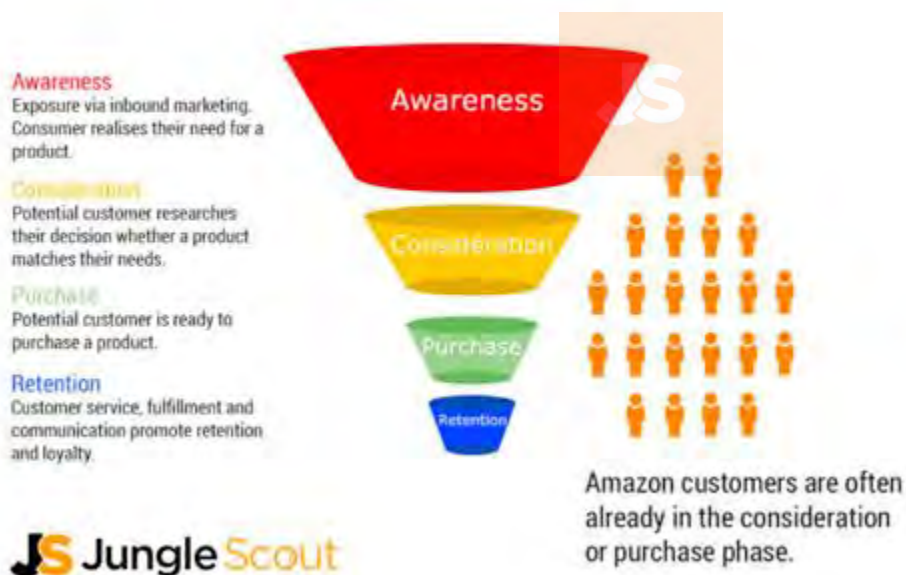 Awareness
Exposure via inbound marketing.
Consumer realises their need for a
product.
Consideration
Potential customer researches
their decision whether a product
matches their needs.
Purchase
Potential customer is ready to
purchase a product.
Retention
Customer service, fulfillment and
communication promote retention
and loyalty.
Awareness
JS
Consideration
Purchase
Retention
Amazon customers are often
already in the consideration
or purchase phase.
JS Jungle Scout